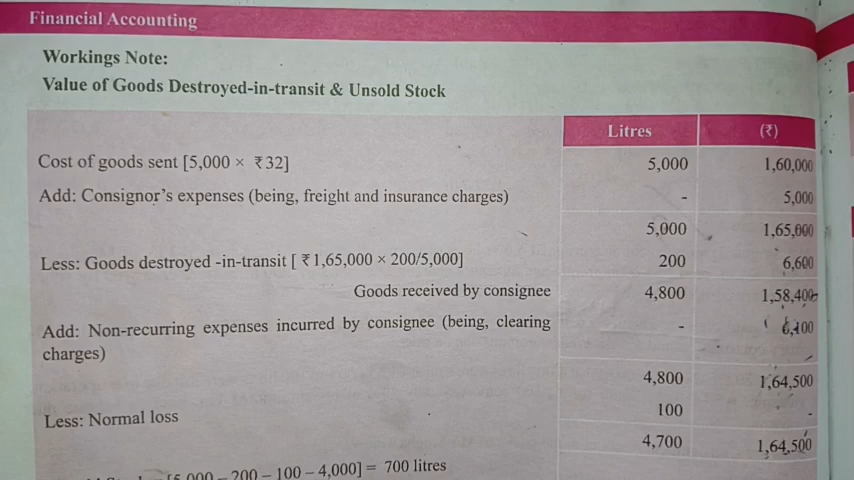 Financial Accounting
Workings Note:
Value of Goods Destroyed-in-transit & Unsold Stock
Litres (₹)
Cost of goods sent [5,000 × ₹32] 5,000 1,60,000
Add: Consignor's expenses (being, freight and insurance charges) - 5,000
5,000 1,65,000
Less: Goods destroyed -in-transit [ ₹1,65,000 × 200/5,000] 200 6,600
Goods received by consignee 4,800 1,58,400
Add: Non-recurring expenses incurred by consignee (being, clearing - 6,100
charges)
4,800 1,64,500
Less: Normal loss 100 -
4,700 1,64,500
[5,000 – 200 – 100 – 4,000] = 700 litres